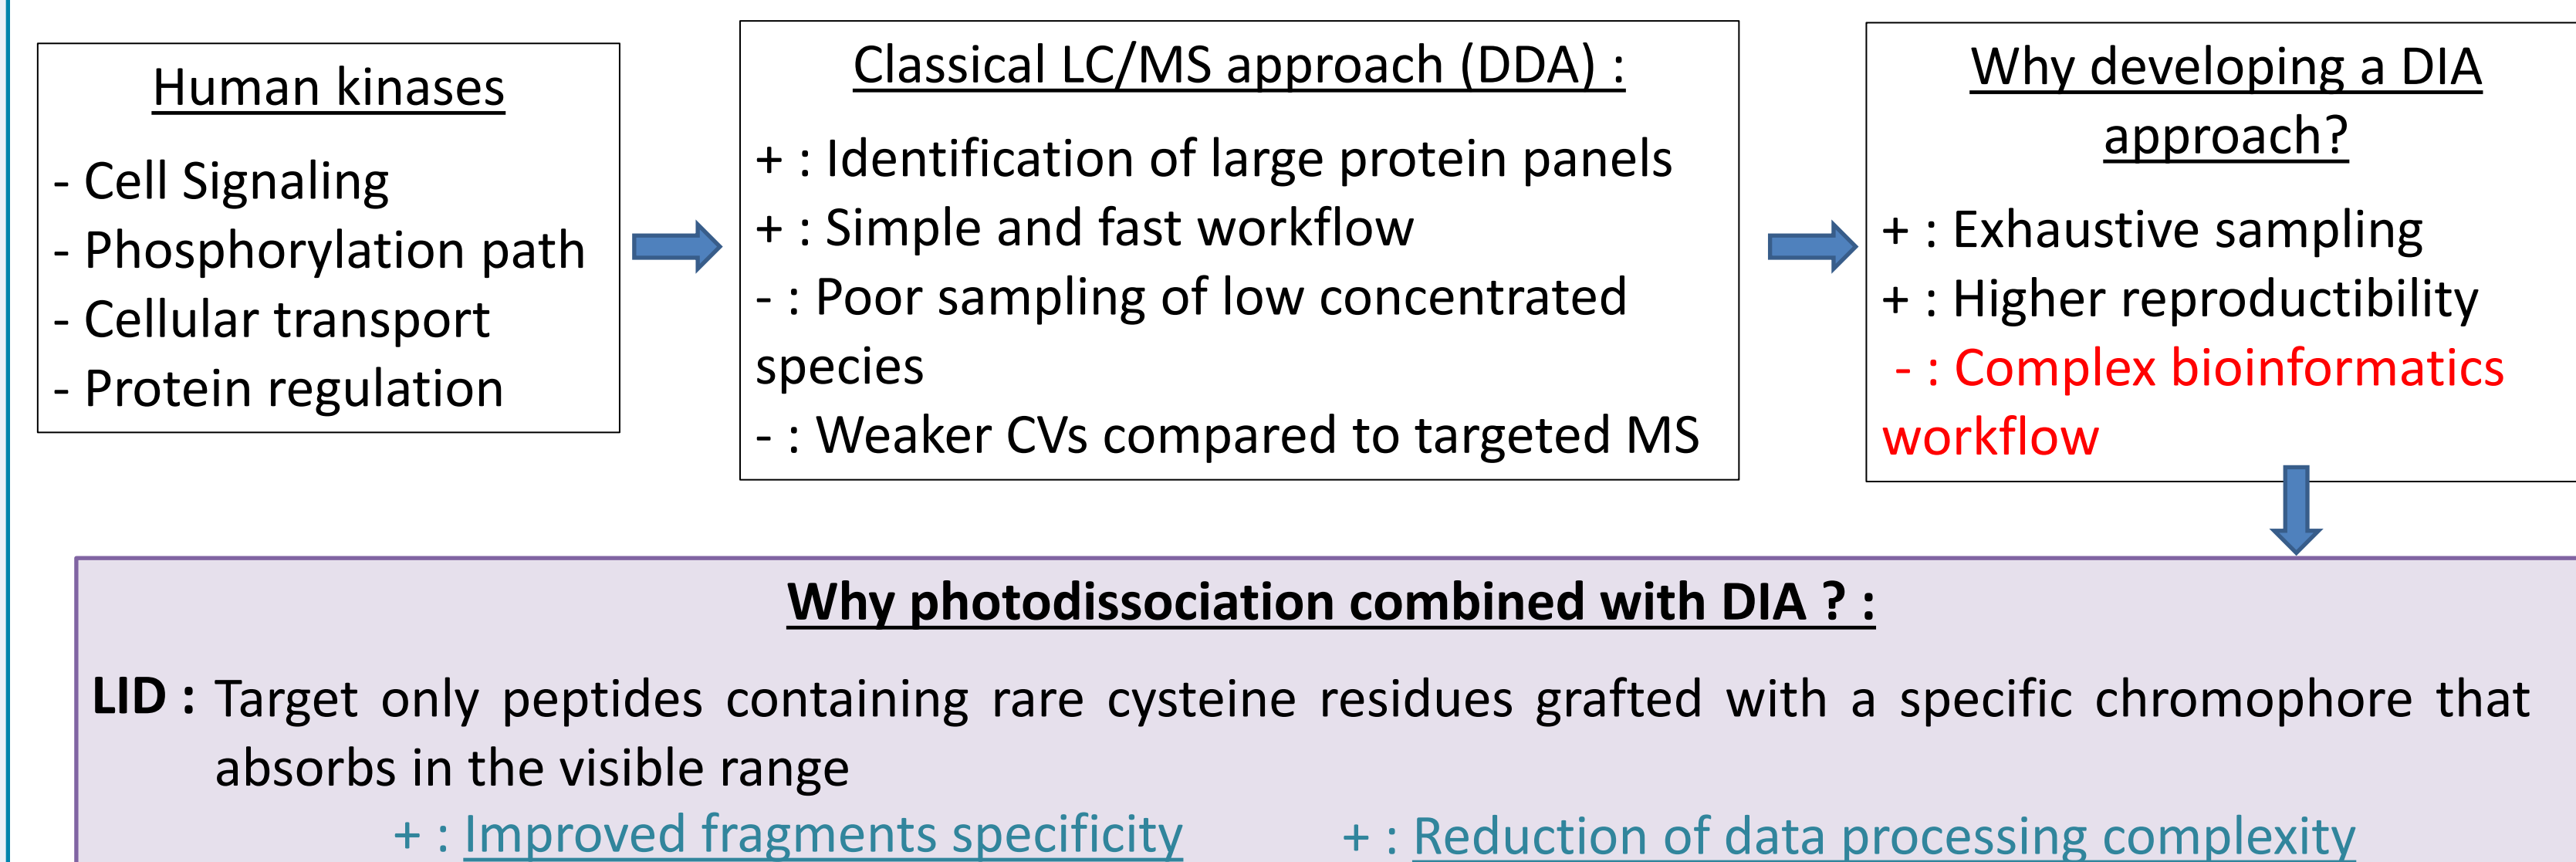 Human kinases
- Cell Signaling
- Phosphorylation path
- Cellular transport
- Protein regulation
Classical LC/MS approach (DDA) :
+ : Identification of large protein panels
+ : Simple and fast workflow
- : Poor sampling of low concentrated
species
- : Weaker CVs compared to targeted MS
Why developing a DIA
approach?
+ : Exhaustive sampling
+ : Higher reproductibility
- : Complex bioinformatics
workflow
Why photodissociation combined with DIA ? :
LID : Target only peptides containing rare cysteine residues grafted with a specific chromophore that
absorbs in the visible range
+ : Improved fragments specificity + : Reduction of data processing complexity